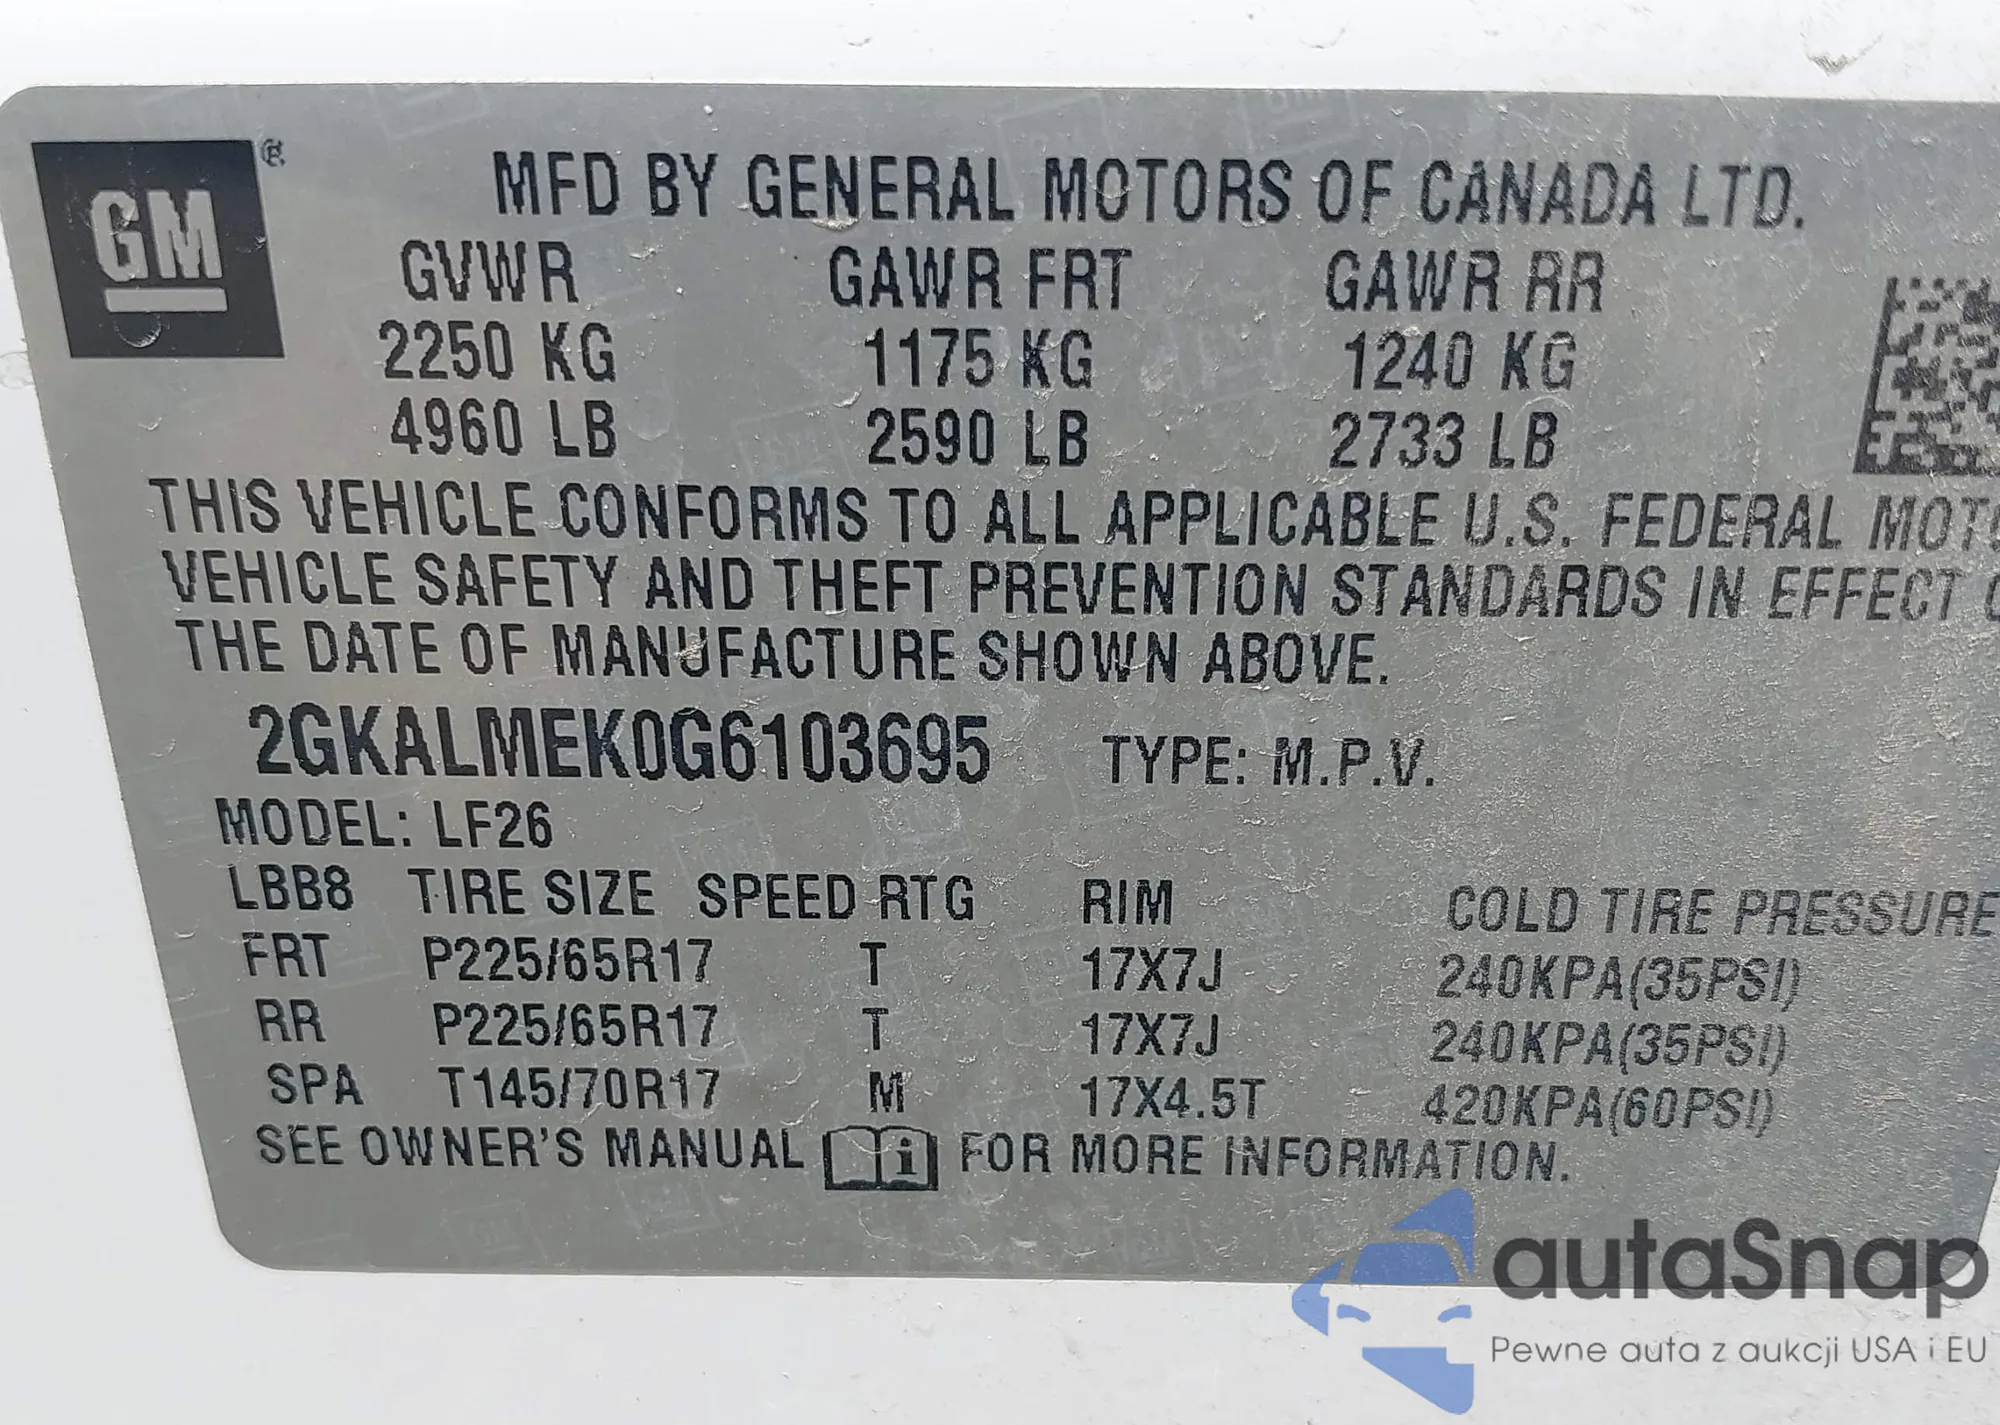 GM®
MFD BY GENERAL MOTORS OF CANADA LTD.
GVWR GAWR FRT GAWR RR
2250 KG 1175 KG 1240 KG
4960 LB 2590 LB 2733 LB
THIS VEHICLE CONFORMS TO ALL APPLICABLE U.S. FEDERAL
VEHICLE SAFETY AND THEFT PREVENTION STANDARDS IN EFFECT
THE DATE OF MANUFACTURE SHOWN ABOVE.
2GKALMEK0G6103695 TYPE: M.P.V.
MODEL: LF26
LBB8 TIRE SIZE SPEED RTG RIM COLD TIRE PRESSURE
FRT P225/65R17 T 17X7J 240KPA(35PSI)
RR P225/65R17 T 17X7J 240KPA(35PSI)
SPA T145/70R17 M 17X4.5T 420KPA(60PSI)
SEE OWNER'S MANUAL i FOR MORE INFORMATION.
autaSnap
Pewne auta z aukcji USA i EU